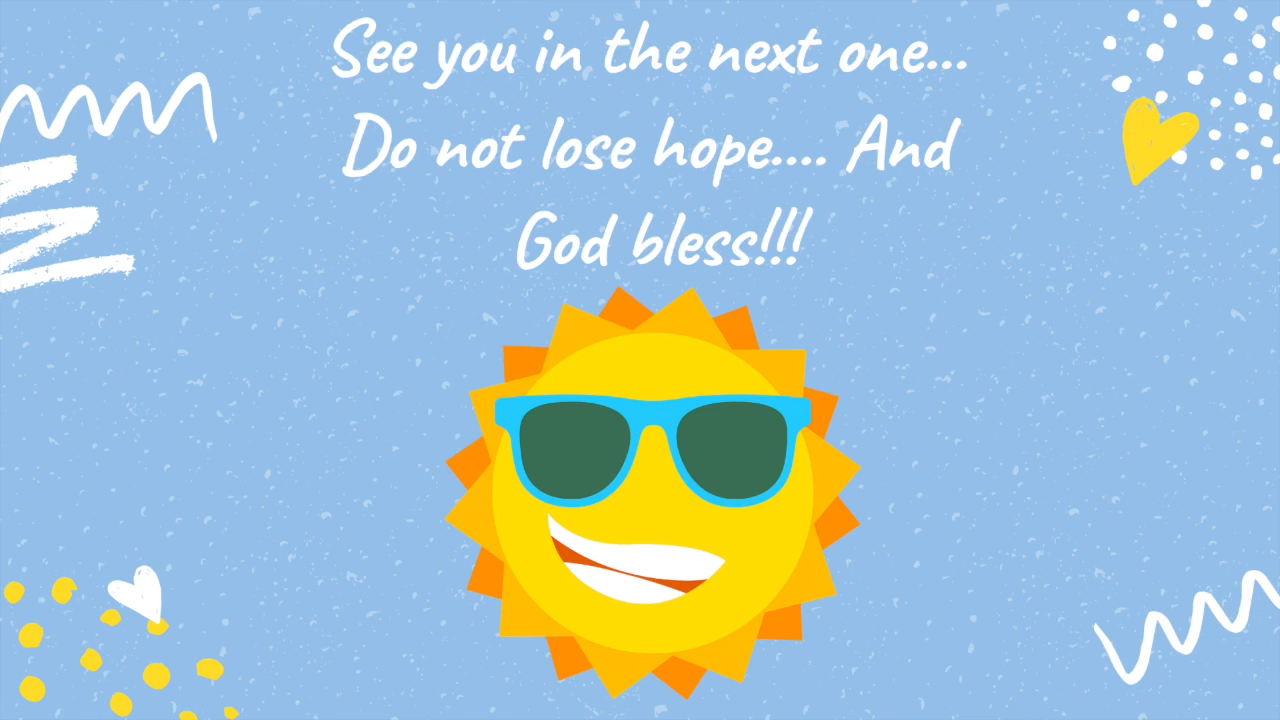 See you in the next one...
Do not lose hope.... And
God bless!!!